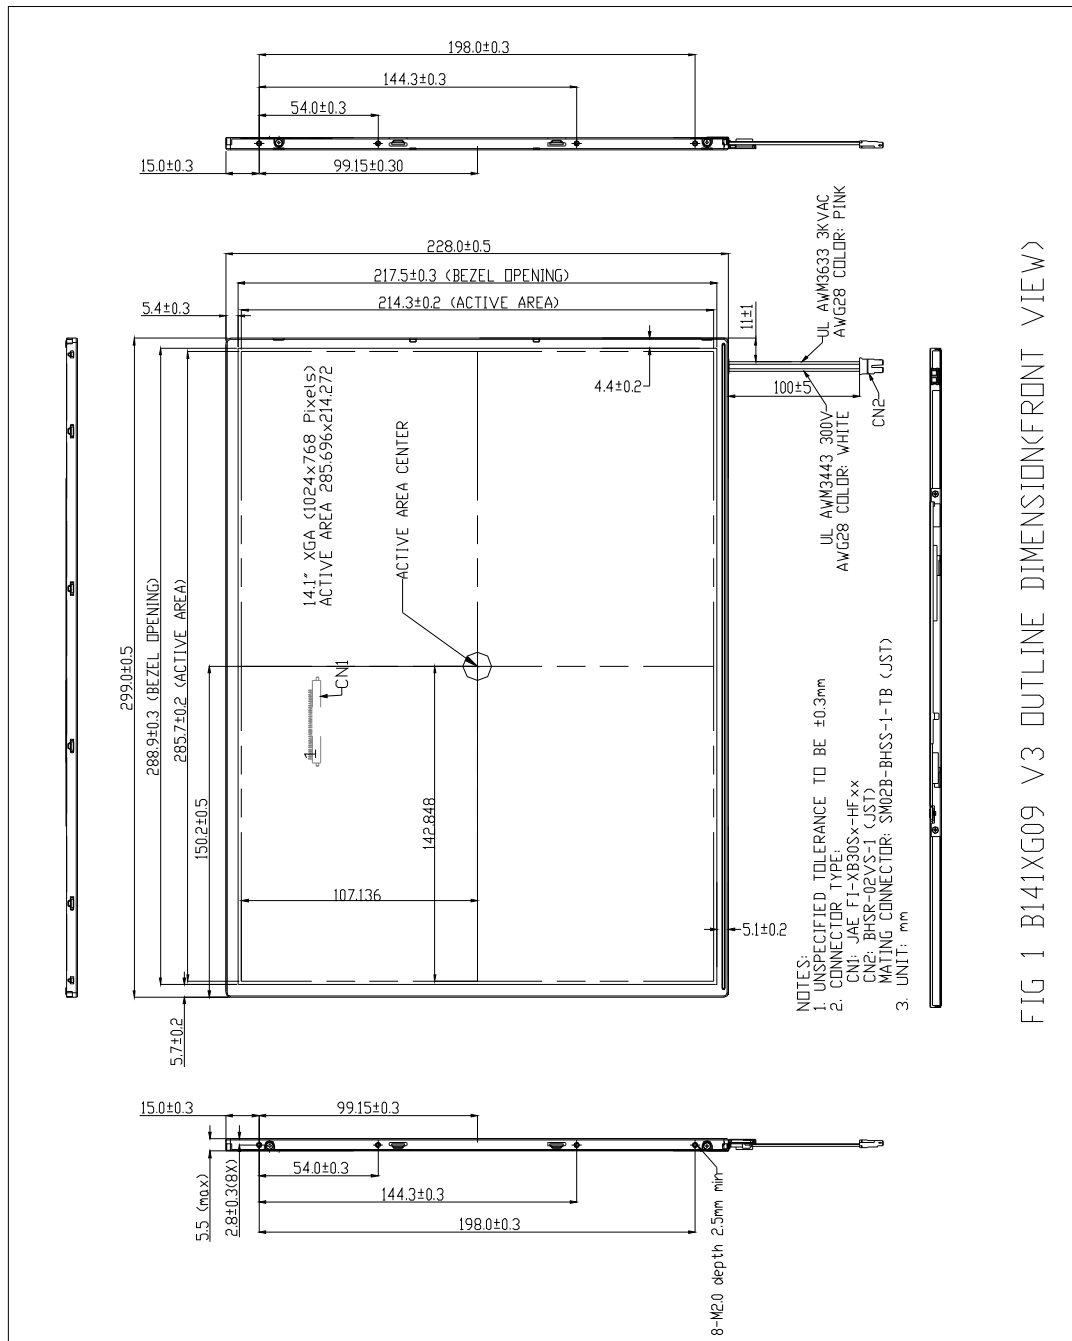 198.0±0.3
144.3±0.3
54.0±0.3
15.0±0.3
99.15±0.30
228.0±0.5
217.5±0.3 (BEZEL OPENING)
214.3±0.2 (ACTIVE AREA)
5.4±0.3
11±1
UL AWM3633 3KVAC
AWG28 COLOR: PINK
4.4±0.2
100±5
CN2
UL AWM3443 300V
AWG28 COLOR: WHITE
299.0±0.5
288.9±0.3 (BEZEL OPENING)
285.7±0.2 (ACTIVE AREA)
150.2±0.5
14.1" XGA (1024x768 Pixels)
ACTIVE AREA 285.696x214.272
ACTIVE AREA CENTER
CN1
1
142.848
107.136
5.1±0.2
5.7±0.2
NOTES:
1. UNSPECIFIED TOLERANCE TO BE ±0.3mm
2. CONNECTOR TYPE:
CN1: JAE FI-XB30Sx-HFxx
CN2: BHSR-02VS-1 (JST)
MATING CONNECTOR: SM02B-BHSS-1-TB (JST)
3. UNIT: mm
15.0±0.3
99.15±0.3
54.0±0.3
144.3±0.3
198.0±0.3
5.5 (max)
2.8±0.3(8X)
8-M2.0 depth 2.5mm min
FIG 1 B141XG09 V3 OUTLINE DIMENSION(FRONT VIEW)